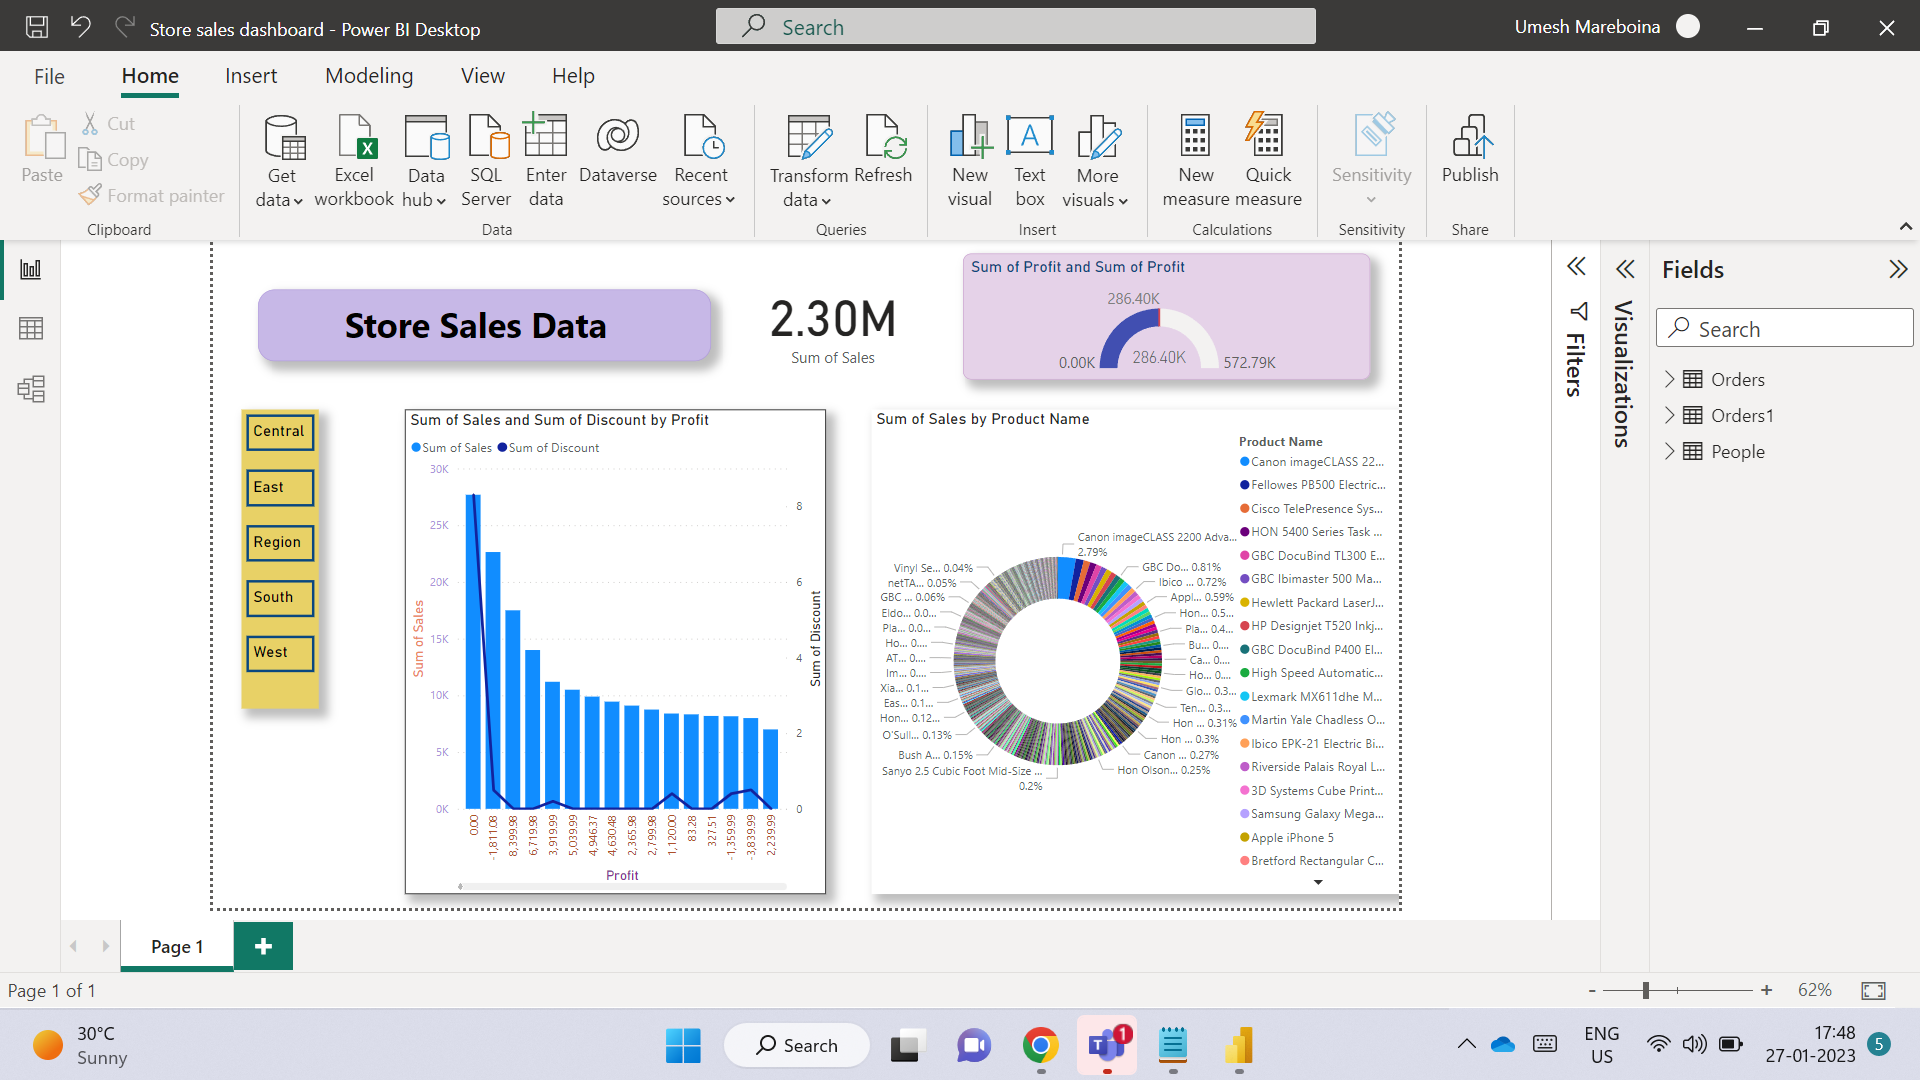 Store sales dashboard - Power BI Desktop
Search
Umesh Mareboina
File
Home
Insert
Modeling
View
Help
Paste
Cut
Copy
Format painter
Clipboard
Get data
Excel workbook
Data hub
SQL Server
Enter data
Dataverse
Recent sources
Data
Transform data
Refresh
Queries
New visual
Text box
More visuals
Insert
New measure
Quick measure
Calculations
Sensitivity
Sensitivity
Publish
Share
Store Sales Data
2.30M
Sum of Sales
Sum of Profit and Sum of Profit
286.40K
0.00K
286.40K
572.79K
Central
East
Region
South
West
Sum of Sales and Sum of Discount by Profit
Sum of Sales
Sum of Discount
30K
25K
20K
15K
10K
5K
0K
Sum of Sales
8
6
4
2
0
Sum of Discount
0.00
-1,811.08
8,399.98
6,719.98
3,919.99
5,039.99
4,946.37
4,630.48
2,365.98
2,799.98
1,120.00
83.28
327.51
-1,359.99
-3,839.99
2,239.99
Profit
Sum of Sales by Product Name
Canon imageCLASS 2200 Adva...
2.79%
GBC Do... 0.81%
Ibico ... 0.72%
Appl... 0.59%
Hon... 0.5...
Pla... 0.4...
Bu... 0....
Ca... 0....
Ho... 0....
Glo... 0.3...
Ten... 0.3...
Hon ... 0.31%
Hon ... 0.3%
Canon ... 0.27%
Hon Olson... 0.25%
Sanyo 2.5 Cubic Foot Mid-Size ...
0.2%
Bush A... 0.15%
O'Sull... 0.13%
Hon... 0.12...
Eas... 0.1...
Xia... 0.1...
Im... 0....
AT... 0....
Ho... 0....
Pla... 0.0...
Eldo... 0.0...
GBC ... 0.06%
netTA... 0.05%
Vinyl Se... 0.04%
Product Name
Canon imageCLASS 22...
Fellowes PB500 Electric...
Cisco TelePresence Sys...
HON 5400 Series Task ...
GBC DocuBind TL300 E...
GBC Ibimaster 500 Ma...
Hewlett Packard LaserJ...
HP Designjet T520 Inkj...
GBC DocuBind P400 El...
High Speed Automatic...
Lexmark MX611dhe M...
Martin Yale Chadless O...
Ibico EPK-21 Electric Bi...
Riverside Palais Royal L...
3D Systems Cube Print...
Samsung Galaxy Mega...
Apple iPhone 5
Bretford Rectangular C...
Filters
Visualizations
Fields
Search
Orders
Orders1
People
Page 1
Page 1 of 1
- +
62%
30°C
Sunny
Search
1
ENG
US
17:48
27-01-2023
5